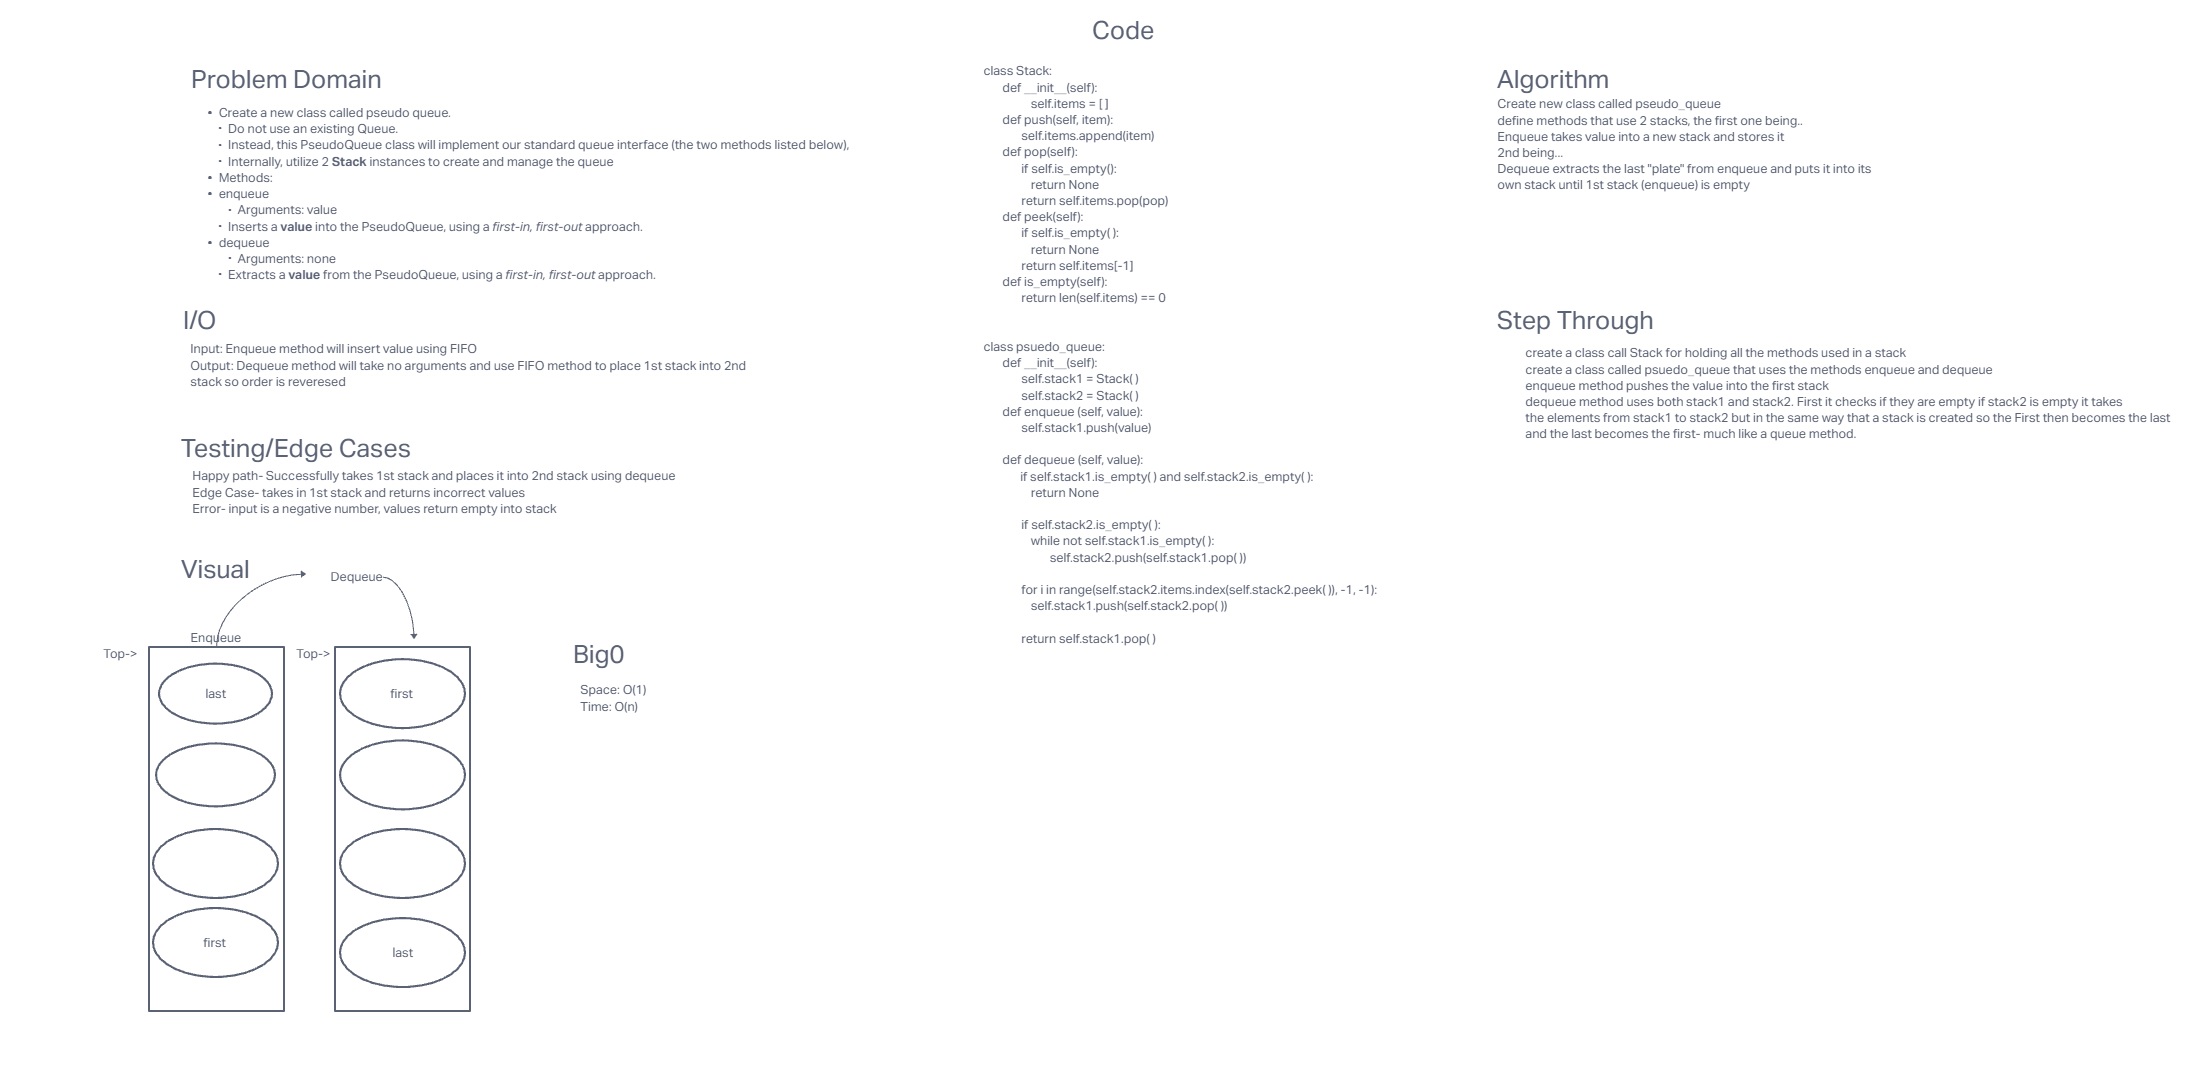 Problem Domain
• Create a new class called pseudo queue.
• Do not use an existing Queue.
• Instead, this PseudoQueue class will implement our standard queue interface (the two methods listed below),
• Internally, utilize 2 Stack instances to create and manage the queue
• Methods:
• enqueue
• Arguments: value
• Inserts a value into the PseudoQueue, using a first-in, first-out approach.
• dequeue
• Arguments: none
• Extracts a value from the PseudoQueue, using a first-in, first-out approach.
I/O
Input: Enqueue method will insert value using FIFO
Output: Dequeue method will take no arguments and use FIFO method to place 1st stack into 2nd
stack so order is reveresed
Testing/Edge Cases
Happy path- Successfully takes 1st stack and places it into 2nd stack using dequeue
Edge Case- takes in 1st stack and returns incorrect values
Error- input is a negative number, values return empty into stack
Visual
Dequeue
Enqueue
Top->
Top->
last
first
first
last
Big0
Space: O(1)
Time: O(n)
Code
class Stack:
def __init__(self):
self.items = [ ]
def push(self, item):
self.items.append(item)
def pop(self):
if self.is_empty():
return None
return self.items.pop(pop)
def peek(self):
if self.is_empty( ):
return None
return self.items[-1]
def is_empty(self):
return len(self.items) == 0
class psuedo_queue:
def __init__(self):
self.stack1 = Stack( )
self.stack2 = Stack( )
def enqueue (self, value):
self.stack1.push(value)
def dequeue (self, value):
if self.stack1.is_empty( ) and self.stack2.is_empty( ):
return None
if self.stack2.is_empty( ):
while not self.stack1.is_empty( ):
self.stack2.push(self.stack1.pop( ))
for i in range(self.stack2.items.index(self.stack2.peek( )), -1, -1):
self.stack1.push(self.stack2.pop( ))
return self.stack1.pop( )
Algorithm
Create new class called pseudo_queue
define methods that use 2 stacks, the first one being..
Enqueue takes value into a new stack and stores it
2nd being...
Dequeue extracts the last "plate" from enqueue and puts it into its
own stack until 1st stack (enqueue) is empty
Step Through
create a class call Stack for holding all the methods used in a stack
create a class called psuedo_queue that uses the methods enqueue and dequeue
enqueue method pushes the value into the first stack
dequeue method uses both stack1 and stack2. First it checks if they are empty if stack2 is empty it takes
the elements from stack1 to stack2 but in the same way that a stack is created so the First then becomes the last
and the last becomes the first- much like a queue method.